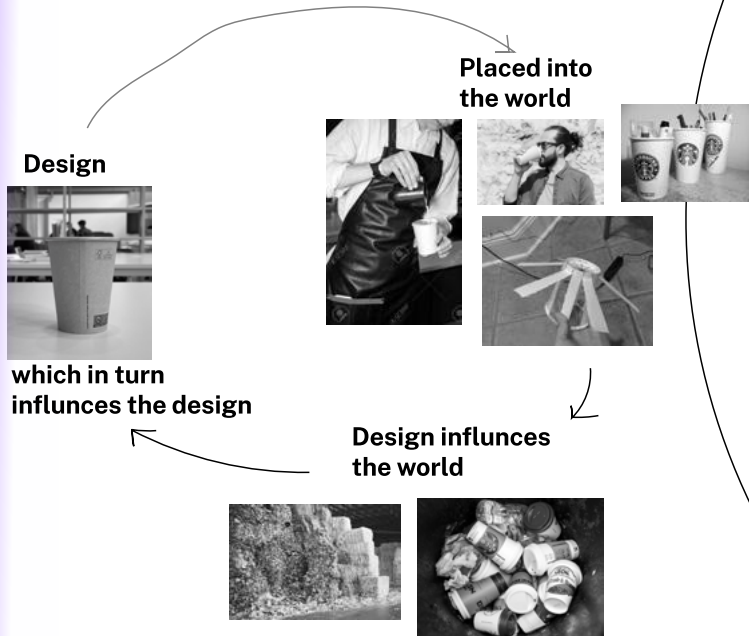 Placed into
the world
Design
which in turn
influnces the design
Design influnces
the world